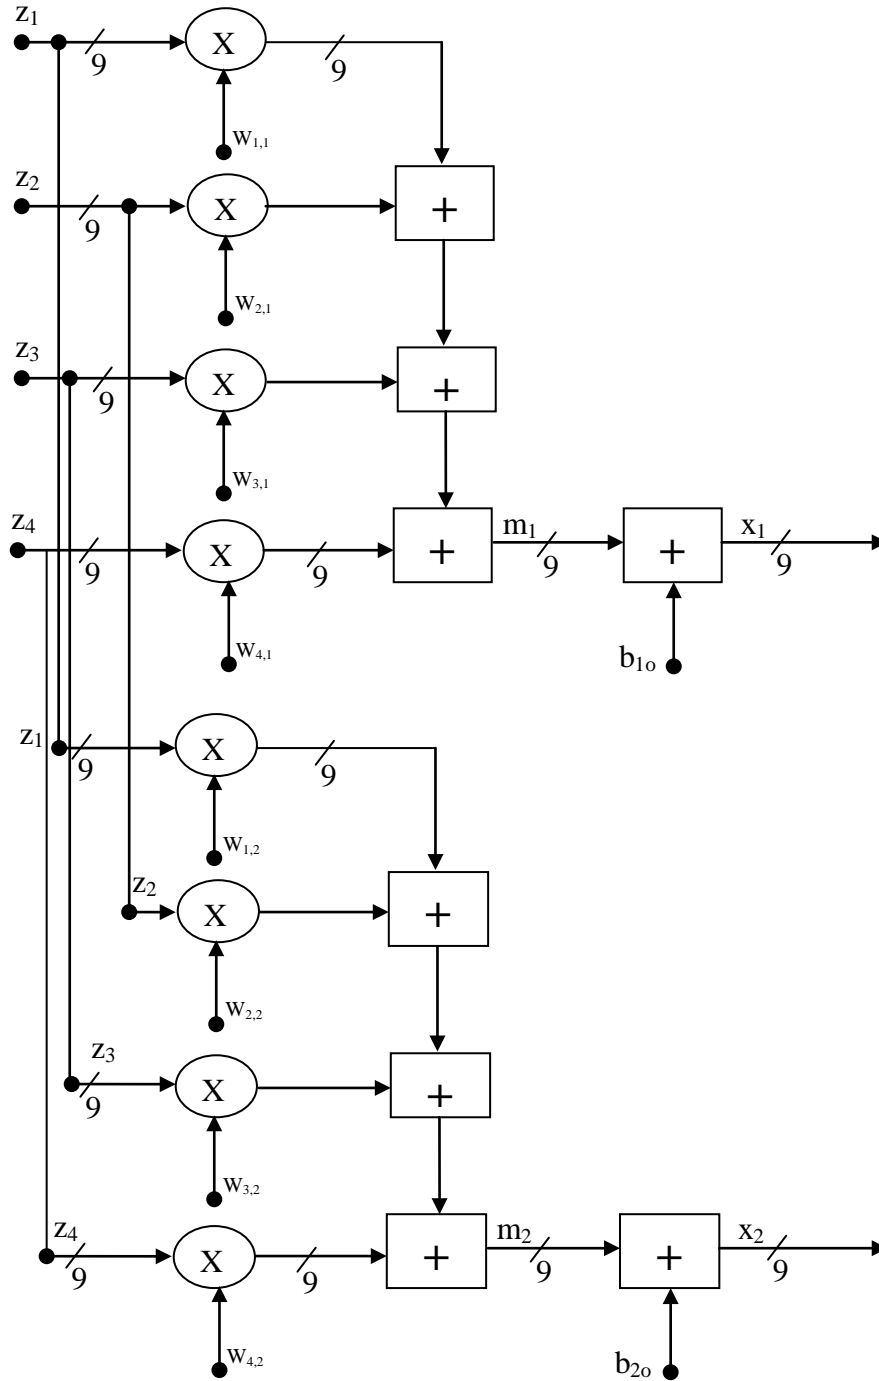 z₁
9
X
9
w₁,₁
z₂
9
X
+
w₂,₁
z₃
9
X
+
w₃,₁
z₄
9
X
9
+
m₁
9
+
x₁
9
w₄,₁
b₁ₒ
z₁
9
X
9
w₁,₂
z₂
X
+
w₂,₂
z₃
9
X
+
w₃,₂
z₄
9
X
9
+
m₂
9
+
x₂
9
w₄,₂
b₂ₒ